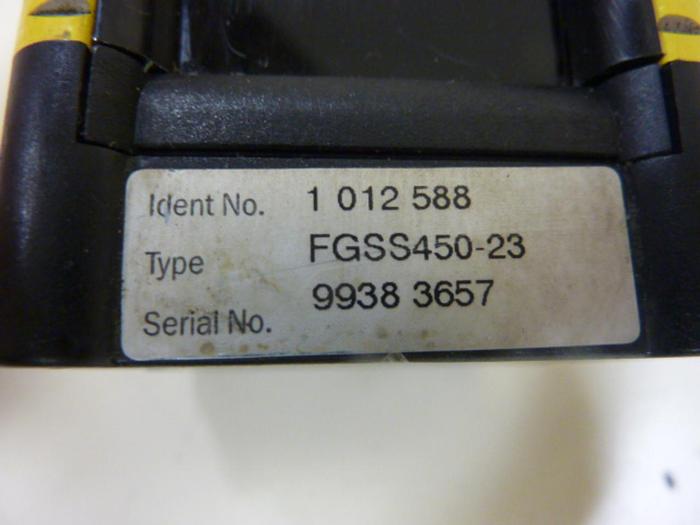 Ident No. 1 012 588
Type FGSS450-23
Serial No. 9938 3657